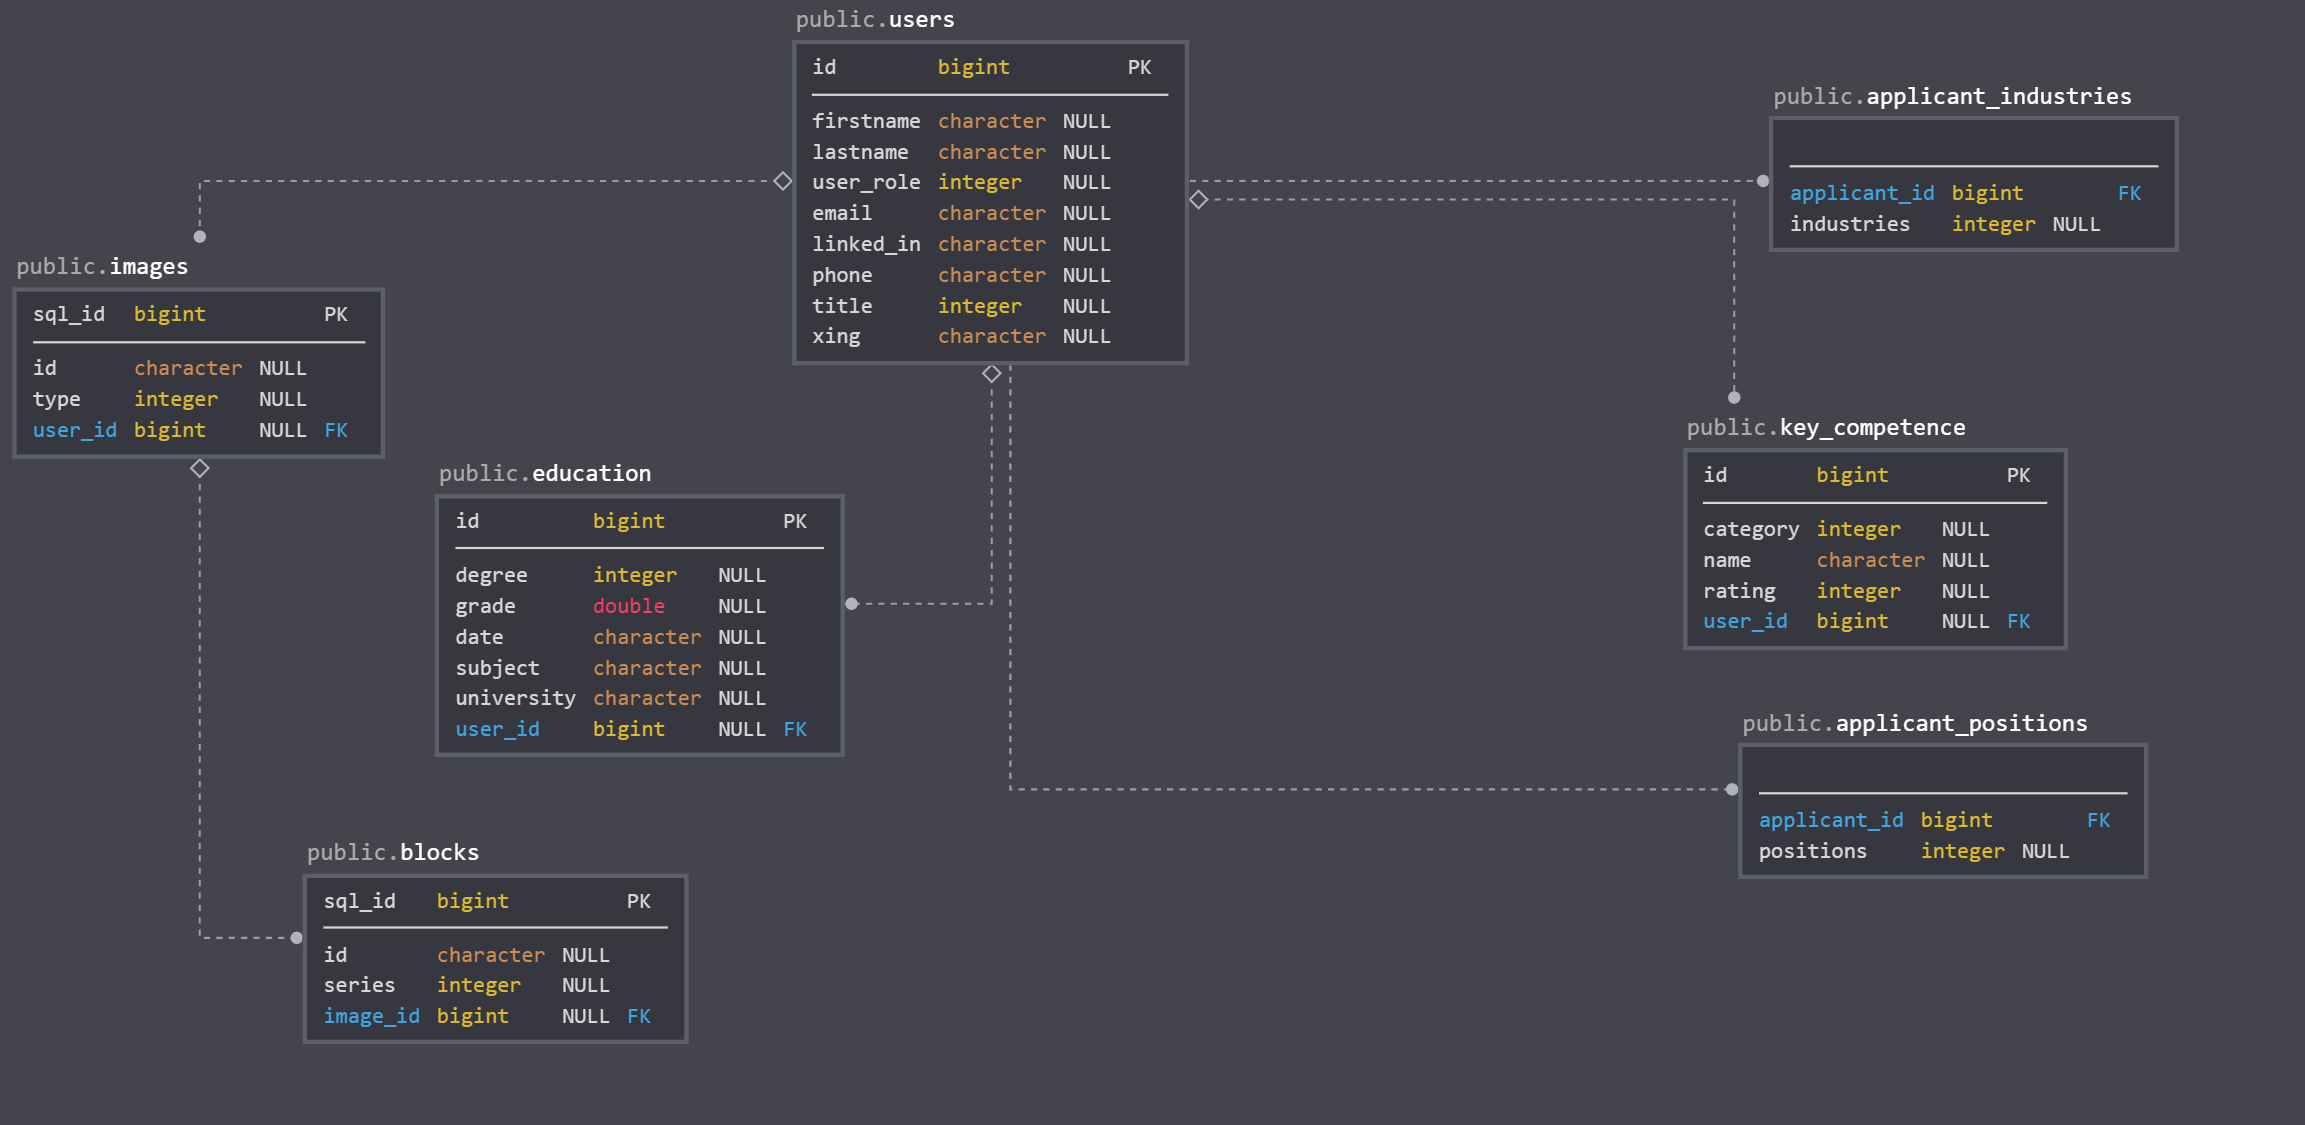 public.users
id bigint PK
firstname character NULL
lastname character NULL
user_role integer NULL
email character NULL
linked_in character NULL
phone character NULL
title integer NULL
xing character NULL
public.applicant_industries
applicant_id bigint FK
industries integer NULL
public.images
sql_id bigint PK
id character NULL
type integer NULL
user_id bigint NULL FK
public.key_competence
id bigint PK
category integer NULL
name character NULL
rating integer NULL
user_id bigint NULL FK
public.education
id bigint PK
degree integer NULL
grade double NULL
date character NULL
subject character NULL
university character NULL
user_id bigint NULL FK
public.applicant_positions
applicant_id bigint FK
positions integer NULL
public.blocks
sql_id bigint PK
id character NULL
series integer NULL
image_id bigint NULL FK